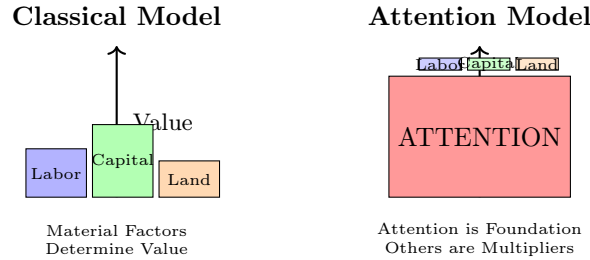 Classical Model
Value
Labor
Capital
Land
Material Factors
Determine Value
Attention Model
Labor
Capital
Land
ATTENTION
Attention is Foundation
Others are Multipliers